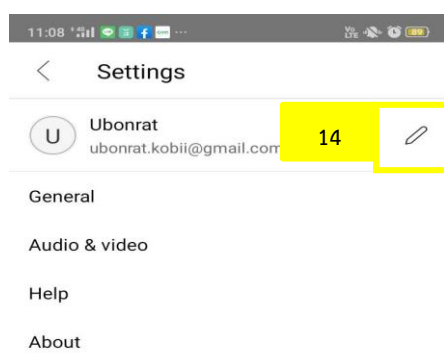 11:08
Settings
U
Ubonrat
ubonrat.kobii@gmail.com
14
General
Audio & video
Help
About